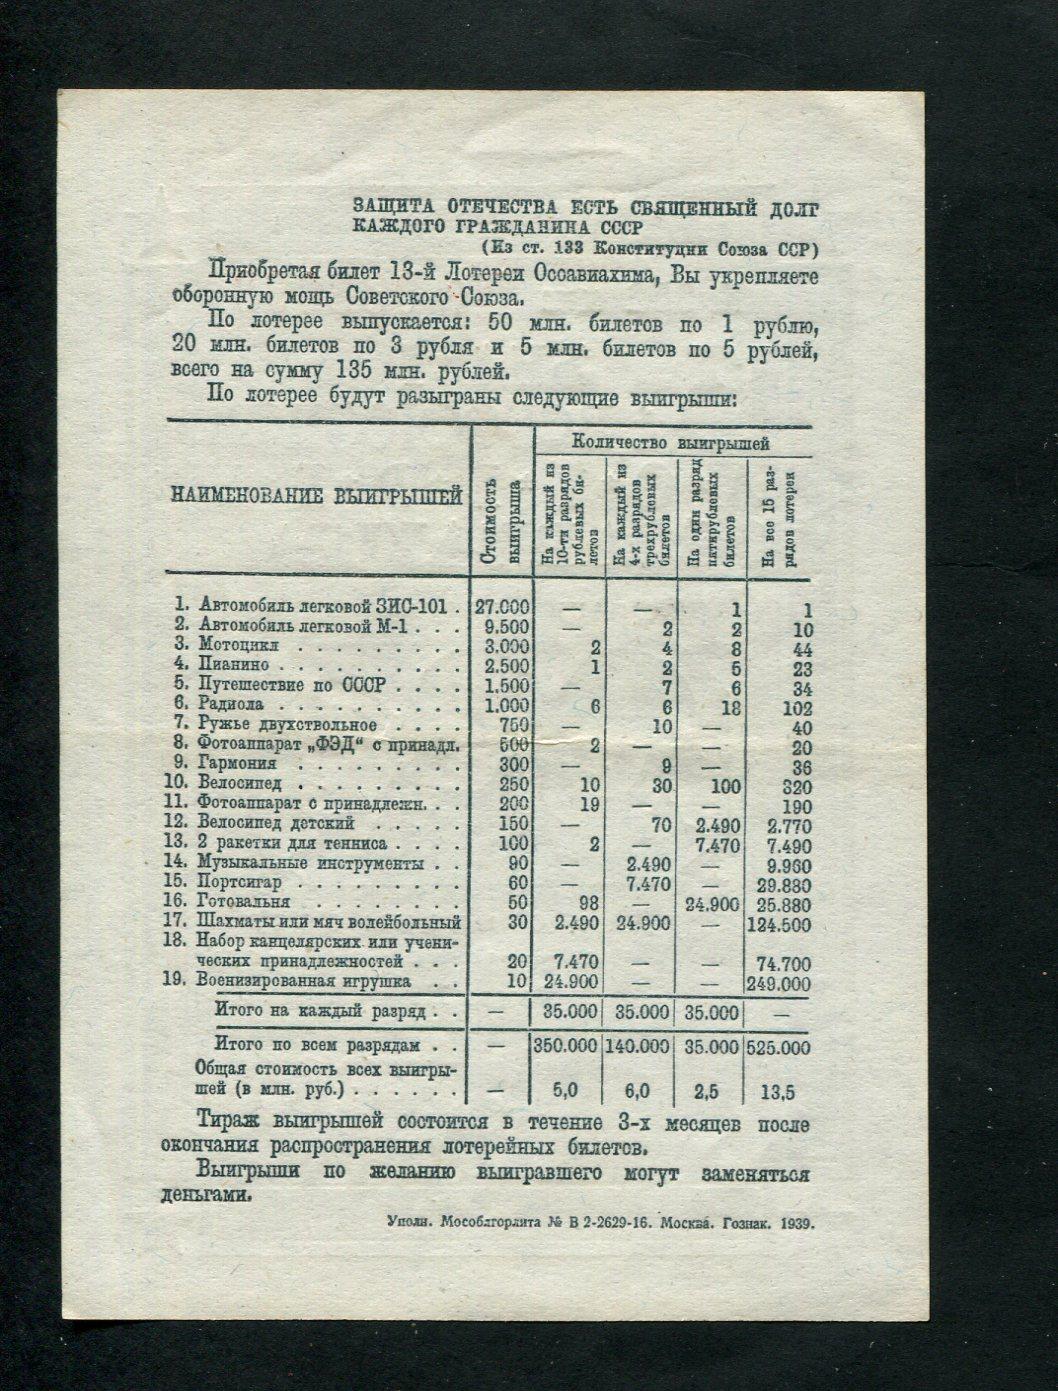 ЗАЩИТА ОТЕЧЕСТВА ЕСТЬ СВЯЩЕННЫЙ ДОЛГ
КАЖДОГО ГРАЖДАНИНА СССР
(Из ст. 133 Конституции Союза ССР)
Приобретая билет 13-й Лотереи Осоавиахима, Вы укрепляете
оборонную мощь Советского Союза.
По лотерее выпускается: 50 млн. билетов по 1 рублю,
20 млн. билетов по 3 рубля и 5 млн. билетов по 5 рублей,
всего на сумму 135 млн. рублей.
По лотерее будут разыграны следующие выигрыши:
НАИМЕНОВАНИЕ ВЫИГРЫШЕЙ
Стоимость
выигрыша
Количество выигрышей
На каждый из
10-ти разрядов
рублевых би-
летов
На каждый из
4-х разрядов
трехрублевых
билетов
На один разряд
пятирублевых
билетов
На все 15 раз-
рядов лотереи
1. Автомобиль легковой ЗИС-101 . 27.000 — — 1 1
2. Автомобиль легковой М-1 . . . 9.500 — 2 2 10
3. Мотоцикл . . . . . . . . . 3.000 2 4 8 44
4. Пианино . . . . . . . . . . 2.500 1 2 5 23
5. Путешествие по СССР . . . . 1.500 — 7 6 34
6. Радиола . . . . . . . . . . 1.000 6 6 18 102
7. Ружье двухствольное . . . . 750 — 10 — 40
8. Фотоаппарат „ФЭД“ с принадл. 500 2 — — 20
9. Гармония . . . . . . . . . 300 — 9 — 36
10. Велосипед . . . . . . . . . 250 10 30 100 320
11. Фотоаппарат с принадлежн. . . 200 19 — — 190
12. Велосипед детский . . . . . 150 — 70 2.490 2.770
13. 2 ракетки для тенниса . . . . 100 2 — 7.470 7.490
14. Музыкальные инструменты . . 90 — 2.490 — 9.960
15. Портсигар . . . . . . . . . 60 — 7.470 — 29.880
16. Готовальня . . . . . . . . 50 98 — 24.900 25.880
17. Шахматы или мяч волейбольный 30 2.490 24.900 — 124.500
18. Набор канцелярских или учени-
ческих принадлежностей . . . 20 7.470 — — 74.700
19. Военизированная игрушка . . 10 24.900 — — 249.000
Итого на каждый разряд . . — 35.000 35.000 35.000 —
Итого по всем разрядам . . — 350.000 140.000 35.000 525.000
Общая стоимость всех выигры-
шей (в млн. руб.) . . . . . . — 5,0 6,0 2,5 13,5
Тираж выигрышей состоится в течение 3-х месяцев после
окончания распространения лотерейных билетов.
Выигрыши по желанию выигравшего могут заменяться
деньгами.
Уполн. Мособлгорлита № В 2-2629-16. Москва. Гознак. 1939.